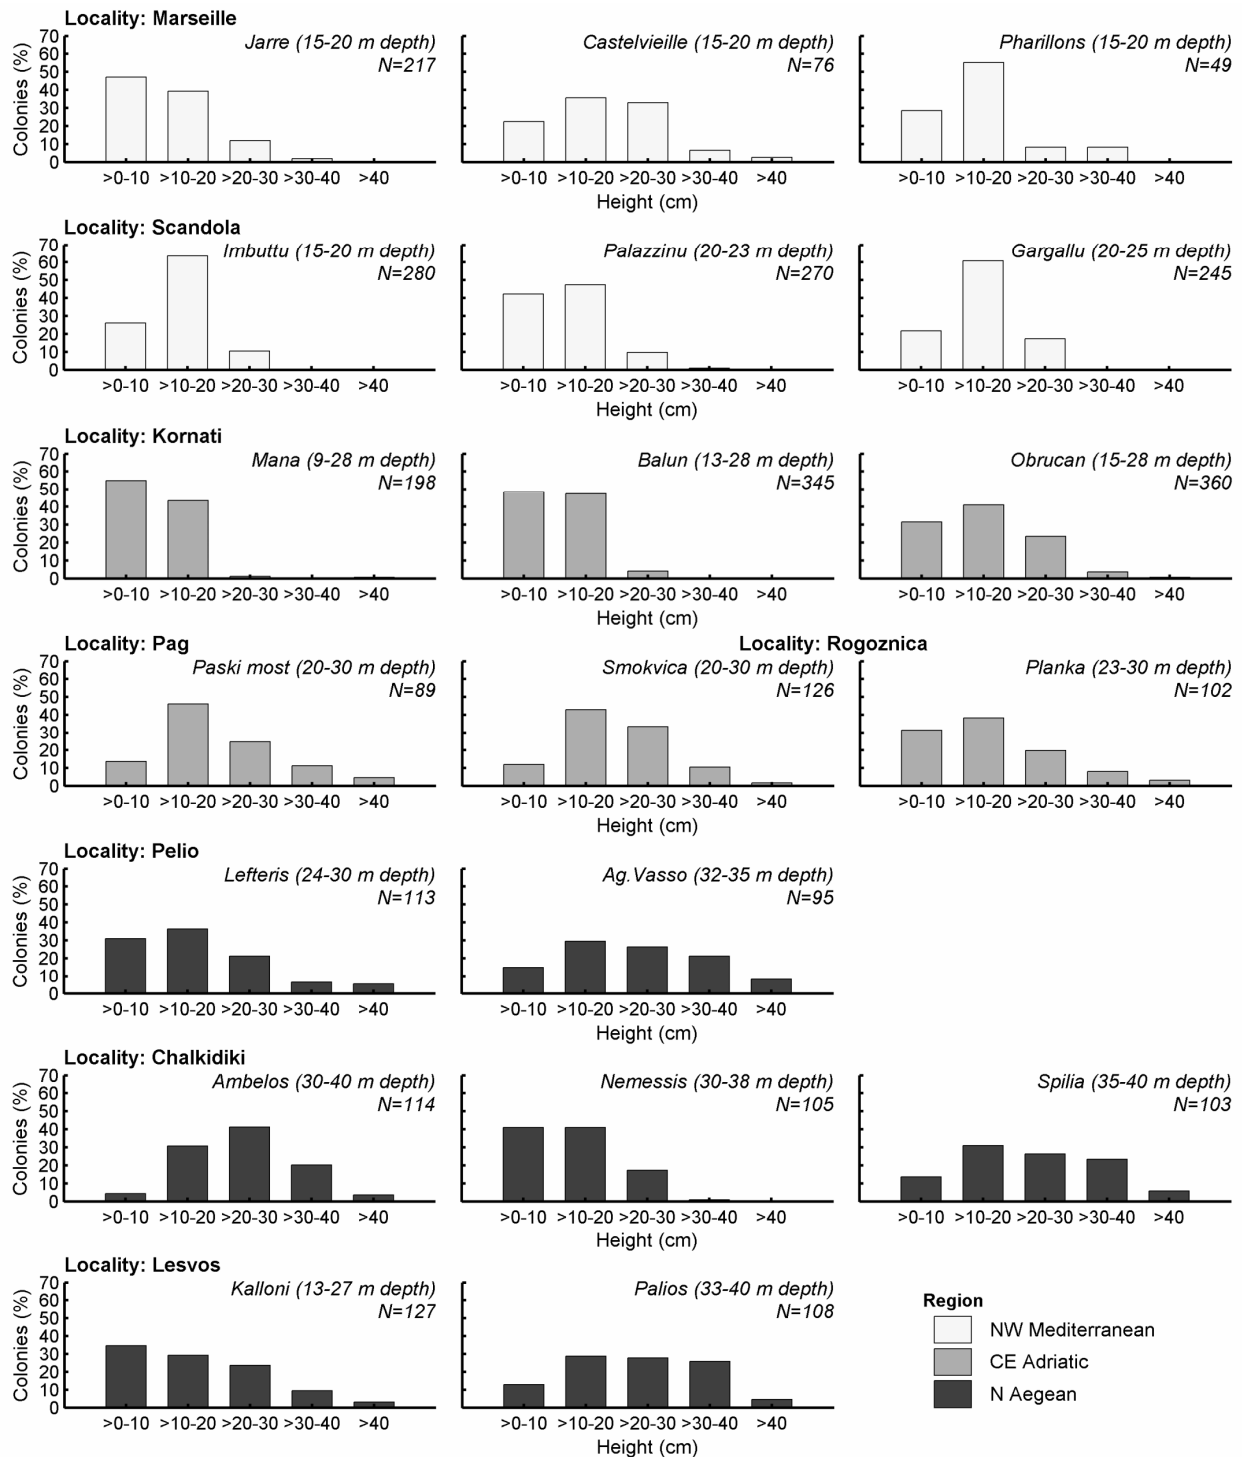 Locality: Marseille
Colonies (%)
70
60
50
40
30
20
10
0
Jarre (15-20 m depth)
N=217
>0-10 >10-20 >20-30 >30-40 >40
Castelvieille (15-20 m depth)
N=76
>0-10 >10-20 >20-30 >30-40 >40
Height (cm)
Pharillons (15-20 m depth)
N=49
>0-10 >10-20 >20-30 >30-40 >40
Locality: Scandola
Colonies (%)
70
60
50
40
30
20
10
0
Imbuttu (15-20 m depth)
N=280
>0-10 >10-20 >20-30 >30-40 >40
Palazzinu (20-23 m depth)
N=270
>0-10 >10-20 >20-30 >30-40 >40
Height (cm)
Gargallu (20-25 m depth)
N=245
>0-10 >10-20 >20-30 >30-40 >40
Locality: Kornati
Colonies (%)
70
60
50
40
30
20
10
0
Mana (9-28 m depth)
N=198
>0-10 >10-20 >20-30 >30-40 >40
Balun (13-28 m depth)
N=345
>0-10 >10-20 >20-30 >30-40 >40
Height (cm)
Obrucan (15-28 m depth)
N=360
>0-10 >10-20 >20-30 >30-40 >40
Locality: Pag
Locality: Rogoznica
Colonies (%)
70
60
50
40
30
20
10
0
Paski most (20-30 m depth)
N=89
>0-10 >10-20 >20-30 >30-40 >40
Smokvica (20-30 m depth)
N=126
>0-10 >10-20 >20-30 >30-40 >40
Height (cm)
Planka (23-30 m depth)
N=102
>0-10 >10-20 >20-30 >30-40 >40
Locality: Pelio
Colonies (%)
70
60
50
40
30
20
10
0
Lefteris (24-30 m depth)
N=113
>0-10 >10-20 >20-30 >30-40 >40
Ag.Vasso (32-35 m depth)
N=95
>0-10 >10-20 >20-30 >30-40 >40
Height (cm)
Locality: Chalkidiki
Colonies (%)
70
60
50
40
30
20
10
0
Ambelos (30-40 m depth)
N=114
>0-10 >10-20 >20-30 >30-40 >40
Nemessis (30-38 m depth)
N=105
>0-10 >10-20 >20-30 >30-40 >40
Height (cm)
Spilia (35-40 m depth)
N=103
>0-10 >10-20 >20-30 >30-40 >40
Locality: Lesvos
Colonies (%)
70
60
50
40
30
20
10
0
Kalloni (13-27 m depth)
N=127
>0-10 >10-20 >20-30 >30-40 >40
Palios (33-40 m depth)
N=108
>0-10 >10-20 >20-30 >30-40 >40
Height (cm)
Region
NW Mediterranean
CE Adriatic
N Aegean